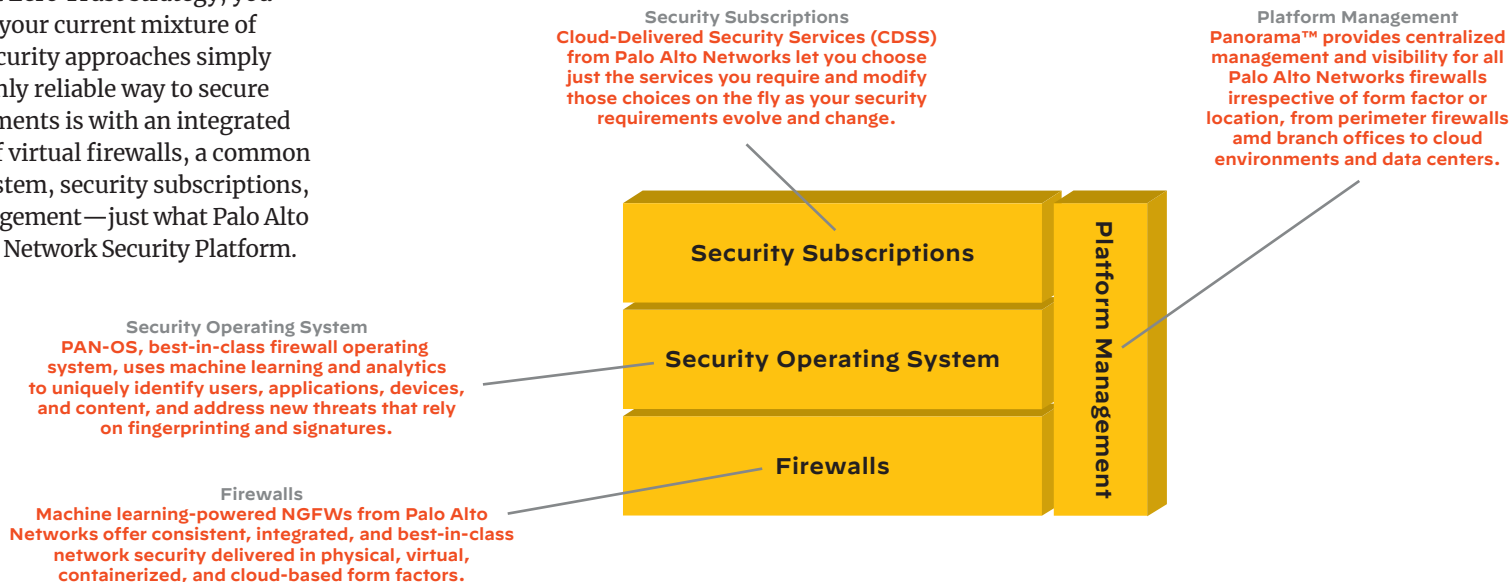 Zero Trust strategy, you
your current mixture of
curity approaches simply
nly reliable way to secure
ments is with an integrated
f virtual firewalls, a common
stem, security subscriptions,
gement—just what Palo Alto
Network Security Platform.
Security Subscriptions
Cloud-Delivered Security Services (CDSS)
from Palo Alto Networks let you choose
just the services you require and modify
those choices on the fly as your security
requirements evolve and change.
Platform Management
Panorama™ provides centralized
management and visibility for all
Palo Alto Networks firewalls
irrespective of form factor or
location, from perimeter firewalls
amd branch offices to cloud
environments and data centers.
Security Subscriptions
Security Operating System
Firewalls
Platform Management
Security Operating System
PAN-OS, best-in-class firewall operating
system, uses machine learning and analytics
to uniquely identify users, applications, devices,
and content, and address new threats that rely
on fingerprinting and signatures.
Firewalls
Machine learning-powered NGFWs from Palo Alto
Networks offer consistent, integrated, and best-in-class
network security delivered in physical, virtual,
containerized, and cloud-based form factors.